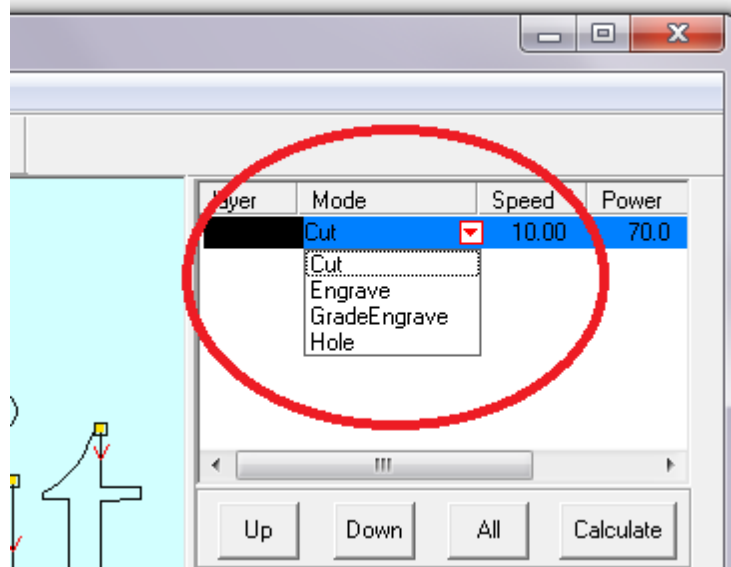 layer Mode Speed Power
Cut 10.00 70.0
Cut
Engrave
GradeEngrave
Hole
Up Down All Calculate